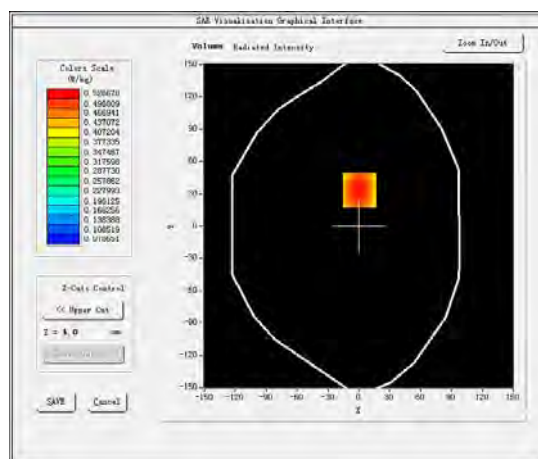 SAR Visualisation Graphical Interface
Volume Radiated Intensity
Zoom In/Out
Colors Scale
(W/kg)
0.526678
0.496809
0.466941
0.437072
0.407204
0.377335
0.347467
0.317598
0.287730
0.257862
0.227993
0.198125
0.168256
0.138388
0.108519
0.078651
150
120
90
60
30
0
-30
-60
-90
-120
-150
Y
-150 -120 -90 -60 -30 0 30 60 90 120 150
X
Z-Cuts Control
<< Upper Cut
Z = 4.0 mm
SAVE Cancel